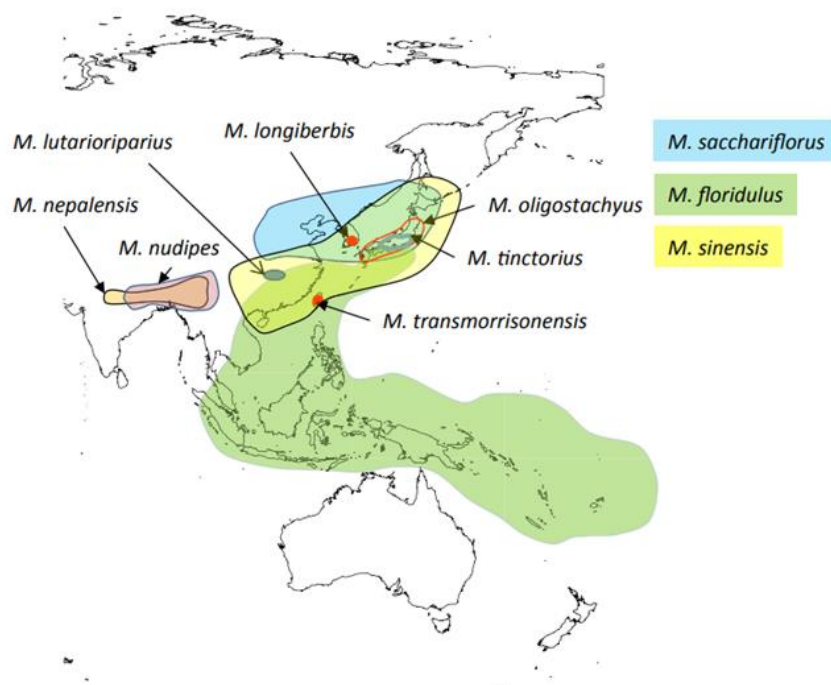 M. longiberbis
M. lutarioriparius
M. nepalensis
M. nudipes
M. sacchariflorus
M. floridulus
M. sinensis
M. oligostachyus
M. tinctorius
M. transmorrisonensis